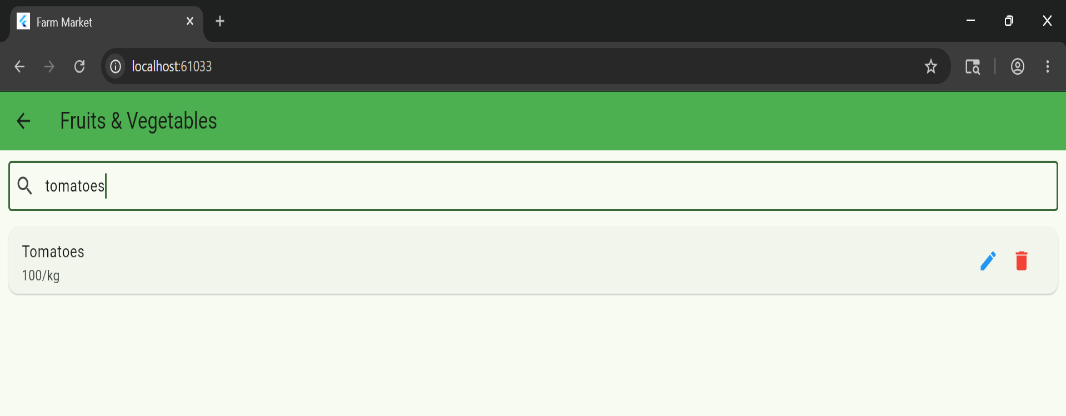 Farm Market
localhost:61033
Fruits & Vegetables
tomatoes
Tomatoes
100/kg